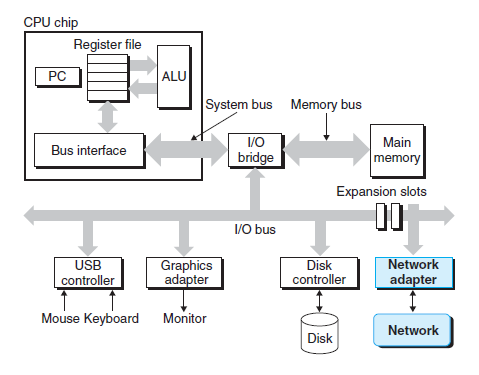 CPU chip
Register file
PC
ALU
System bus
Memory bus
Bus interface
I/O
bridge
Main
memory
Expansion slots
I/O bus
USB
controller
Graphics
adapter
Disk
controller
Network
adapter
Mouse Keyboard
Monitor
Disk
Network